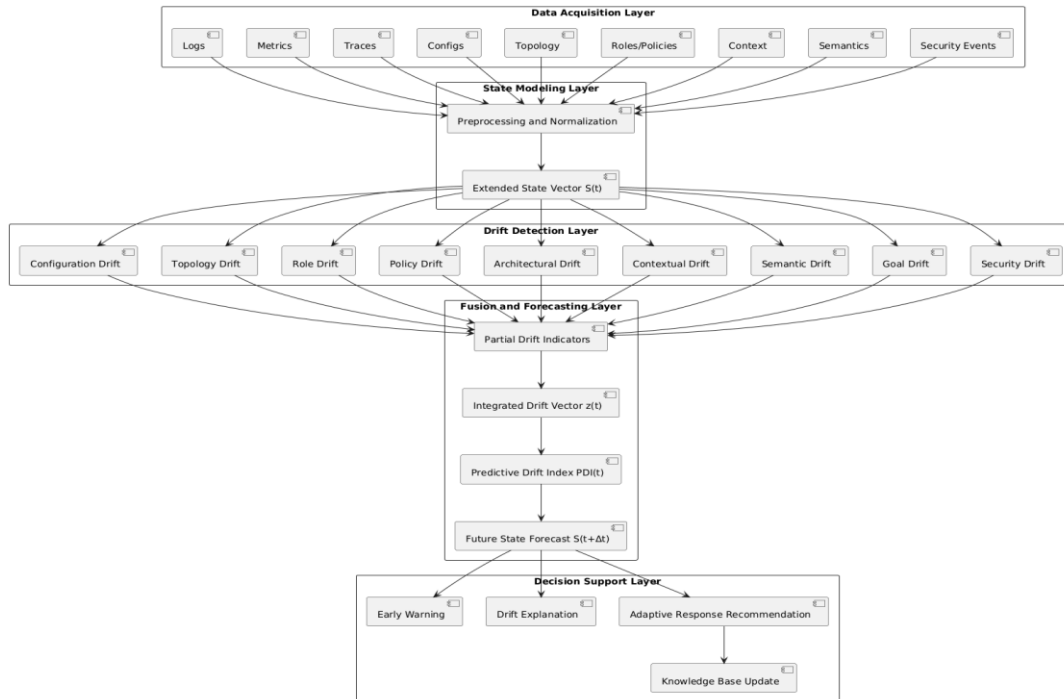 Data Acquisition Layer
Logs
Metrics
Traces
Configs
Topology
Roles/Policies
Context
Semantics
Security Events
State Modeling Layer
Preprocessing and Normalization
Extended State Vector S(t)
Drift Detection Layer
Configuration Drift
Topology Drift
Role Drift
Policy Drift
Architectural Drift
Contextual Drift
Semantic Drift
Goal Drift
Security Drift
Fusion and Forecasting Layer
Partial Drift Indicators
Integrated Drift Vector z(t)
Predictive Drift Index PDI(t)
Future State Forecast S(t+Δt)
Decision Support Layer
Early Warning
Drift Explanation
Adaptive Response Recommendation
Knowledge Base Update